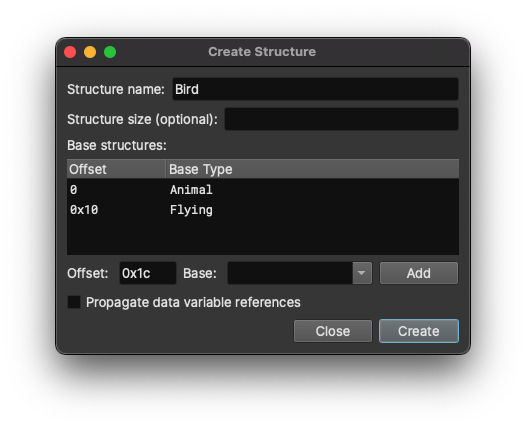 Create Structure
Structure name: Bird
Structure size (optional):
Base structures:
Offset Base Type
0 Animal
0x10 Flying
Offset: 0x1c Base: Add
Propagate data variable references
Close Create